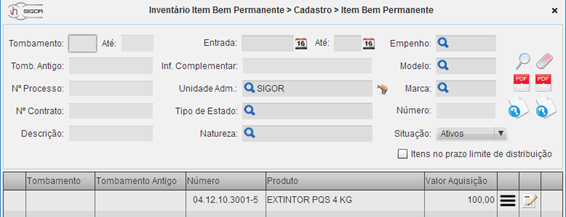 SIGOR
Inventário Item Bem Permanente > Cadastro > Item Bem Permanente
Tombamento: Até: Entrada: 16 Até: 16 Empenho:
Tomb. Antigo: Inf. Complementar: Modelo:
Nº Processo: Unidade Adm.: SIGOR Marca: PDF PDF
Nº Contrato: Tipo de Estado: Número:
Descrição: Natureza: Situação: Ativos
Itens no prazo limite de distribuição
Tombamento Tombamento Antigo Número Produto Valor Aquisição
04.12.10.3001-5 EXTINTOR PQS 4 KG 100,00